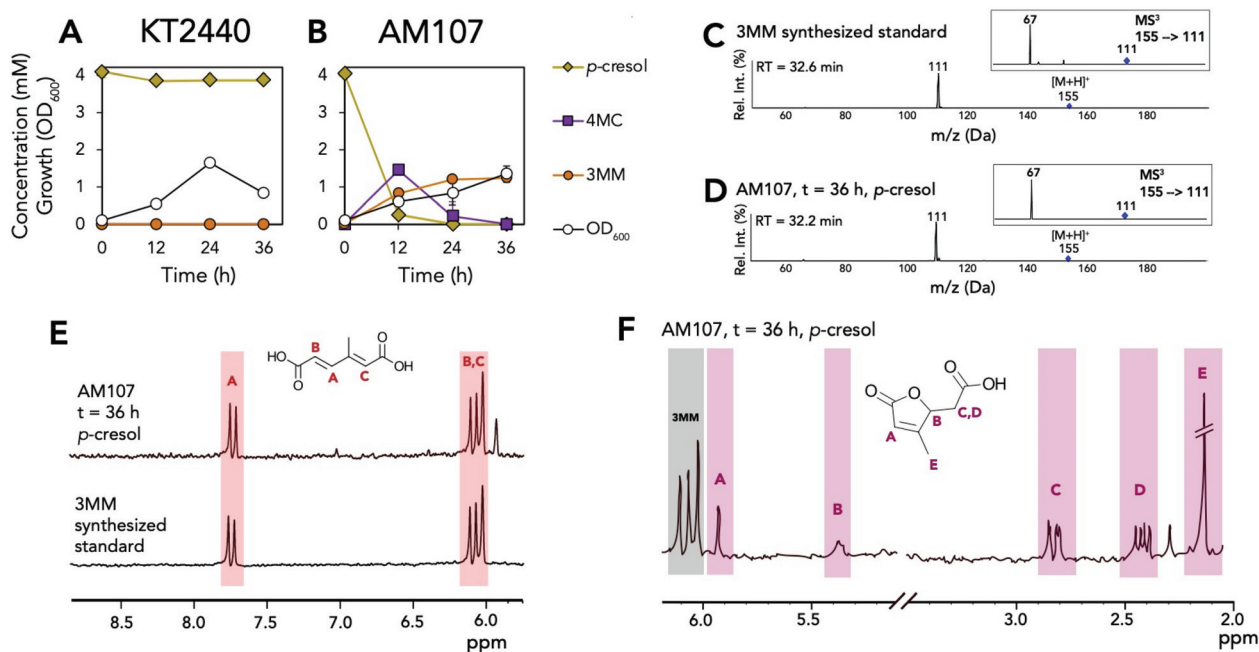 A KT2440
B AM107
Concentration (mM)
Growth (OD600)
4
3
2
1
0
0 12 24 36
Time (h)
4
3
2
1
0
0 12 24 36
Time (h)
p-cresol
4MC
3MM
OD600
C 3MM synthesized standard
Rel. Int. (%)
RT = 32.6 min
111
[M+H]+
155
67
MS3
155 --> 111
111
60 80 100 120 140 160 180
m/z (Da)
D AM107, t = 36 h, p-cresol
Rel. Int. (%)
RT = 32.2 min
111
[M+H]+
155
67
MS3
155 --> 111
111
60 80 100 120 140 160 180
m/z (Da)
E
AM107
t = 36 h
p-cresol
3MM
synthesized
standard
A
B,C
HO
O
B
A
C
O
OH
8.5 8.0 7.5 7.0 6.5 6.0
ppm
F AM107, t = 36 h, p-cresol
3MM
A
B
C
D
E
O
O
O
OH
A
B
C,D
E
6.0 5.5 3.0 2.5 2.0
ppm